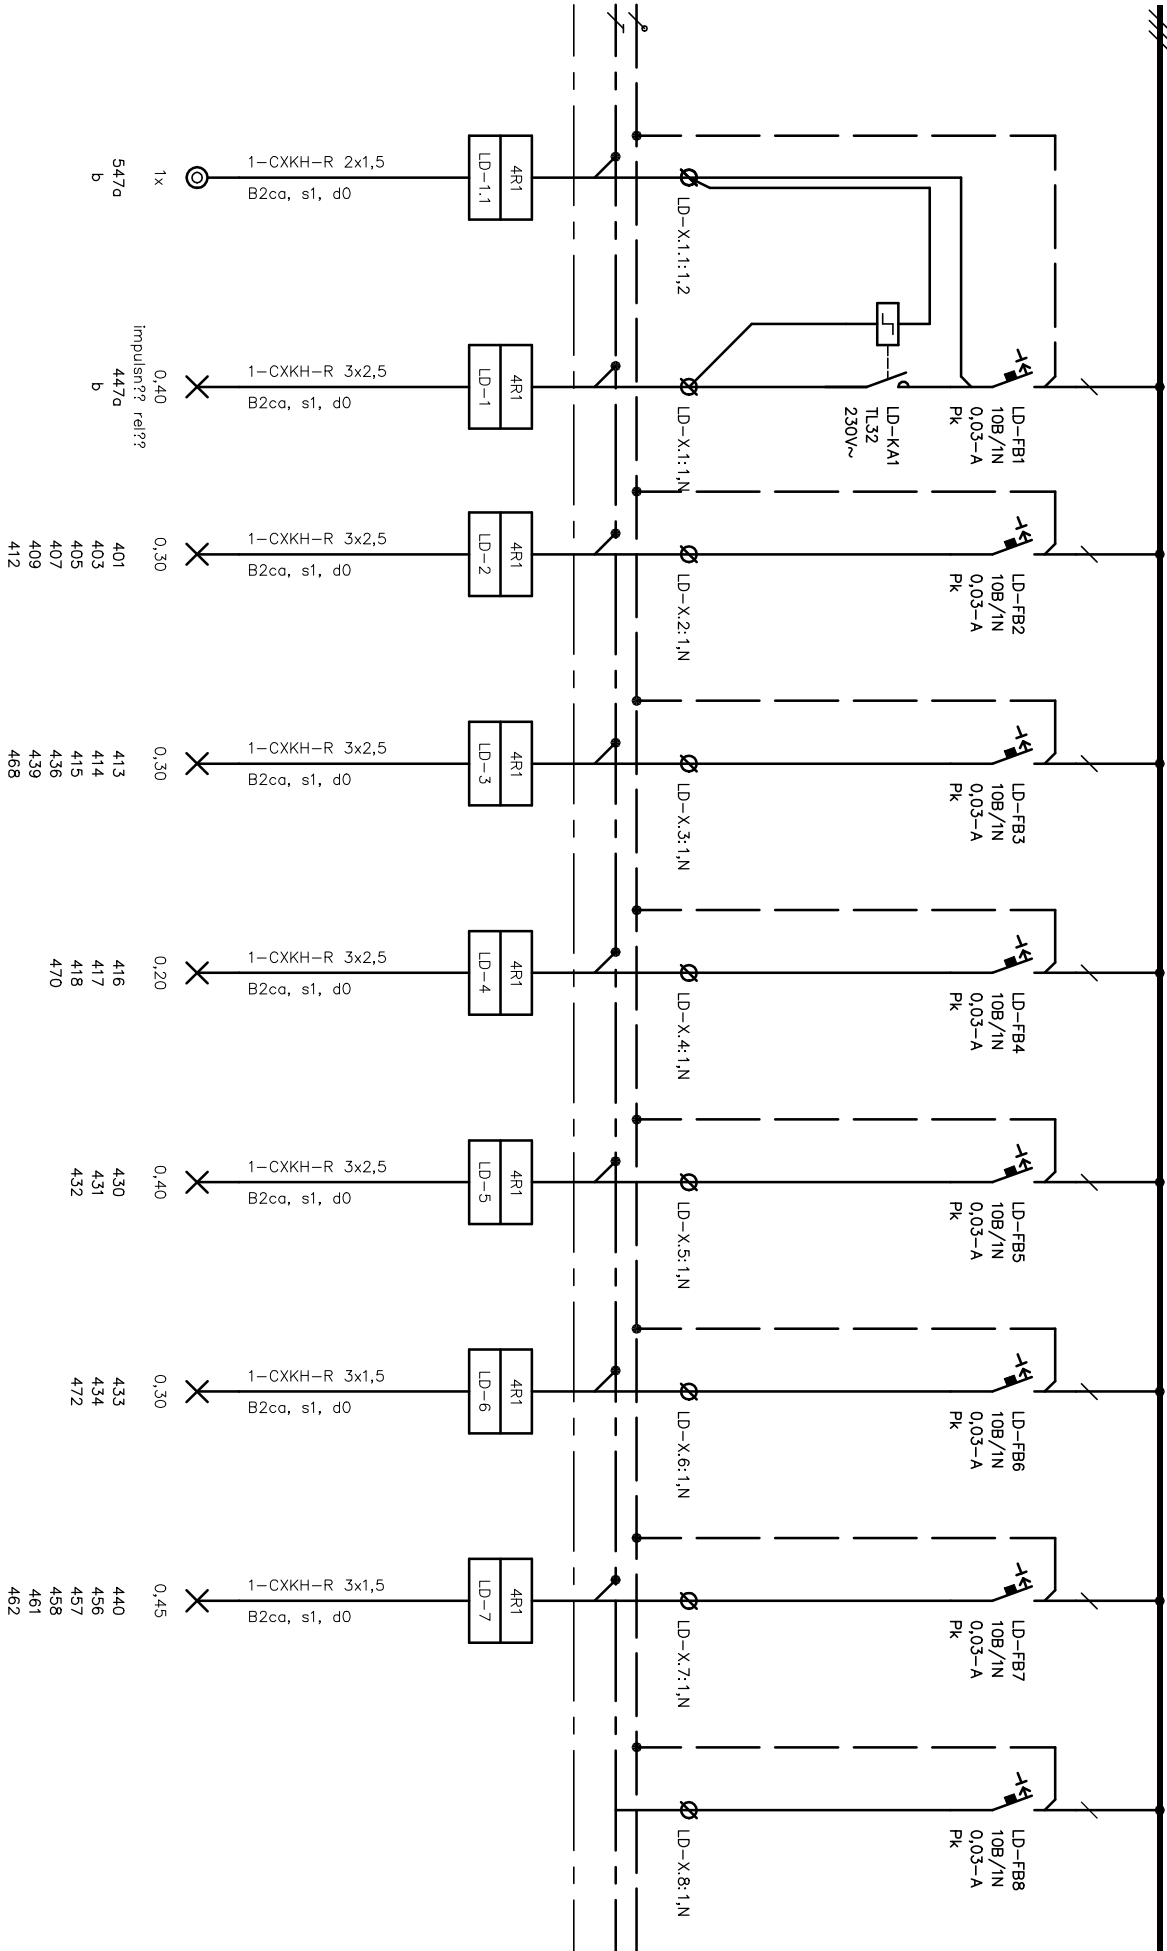 LD-FB1
10B/1N
0,03-A
Pk
LD-KA1
TL32
230V~
LD-X.1.1:1,2
LD-X.1:1,N
4R1
LD-1.1
1-CXKH-R 2x1,5
B2ca, s1, d0
1x
547a
b
4R1
LD-1
1-CXKH-R 3x2,5
B2ca, s1, d0
0,40
impulsn?? rel??
447a
b
LD-FB2
10B/1N
0,03-A
Pk
LD-X.2:1,N
4R1
LD-2
1-CXKH-R 3x2,5
B2ca, s1, d0
0,30
401
403
405
407
409
412
LD-FB3
10B/1N
0,03-A
Pk
LD-X.3:1,N
4R1
LD-3
1-CXKH-R 3x2,5
B2ca, s1, d0
0,30
413
414
415
436
439
468
LD-FB4
10B/1N
0,03-A
Pk
LD-X.4:1,N
4R1
LD-4
1-CXKH-R 3x2,5
B2ca, s1, d0
0,20
416
417
418
470
LD-FB5
10B/1N
0,03-A
Pk
LD-X.5:1,N
4R1
LD-5
1-CXKH-R 3x2,5
B2ca, s1, d0
0,40
430
431
432
LD-FB6
10B/1N
0,03-A
Pk
LD-X.6:1,N
4R1
LD-6
1-CXKH-R 3x1,5
B2ca, s1, d0
0,30
433
434
472
LD-FB7
10B/1N
0,03-A
Pk
LD-X.7:1,N
4R1
LD-7
1-CXKH-R 3x1,5
B2ca, s1, d0
0,45
440
456
457
458
461
462
LD-FB8
10B/1N
0,03-A
Pk
LD-X.8:1,N